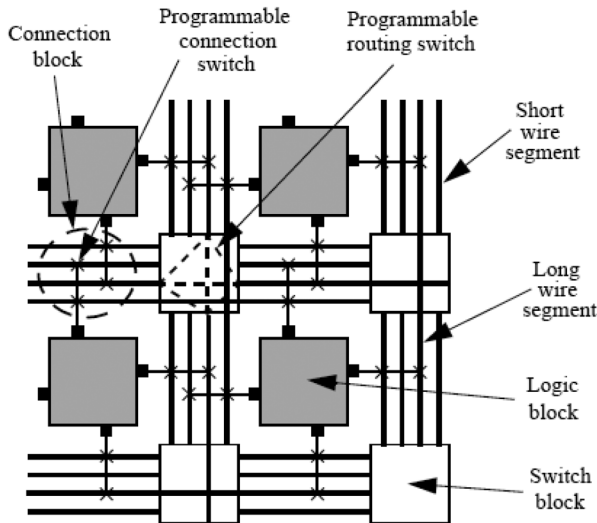 Connection
block
Programmable
connection
switch
Programmable
routing switch
Short
wire
segment
Long
wire
segment
Logic
block
Switch
block